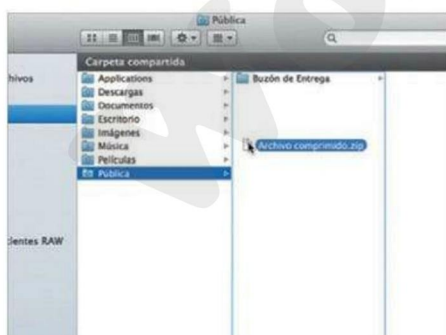 Pública
Carpeta compartida
hivos
Applications
Descargas
Documentos
Escritorio
Imágenes
Música
Películas
Pública
Buzón de Entrega
Archivo comprimido.zip
cientes RAW